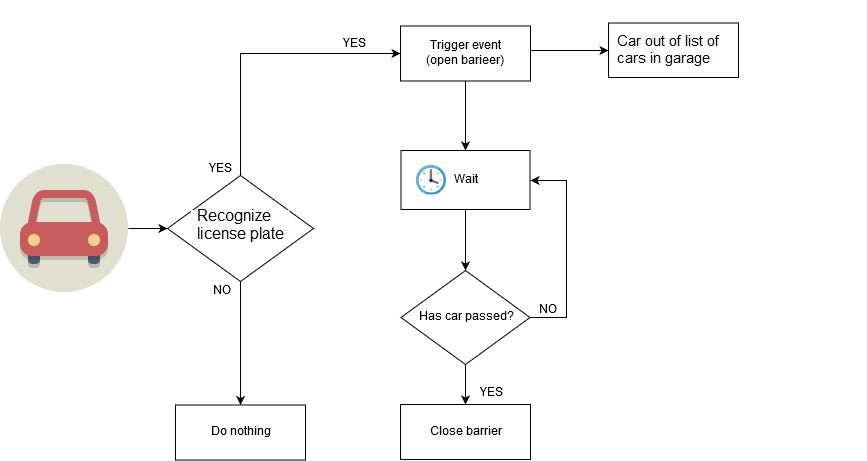 YES
Trigger event
(open barieer)
Car out of list of
cars in garage
YES
Wait
Recognize
license plate
NO
Has car passed?
NO
YES
Do nothing
Close barrier